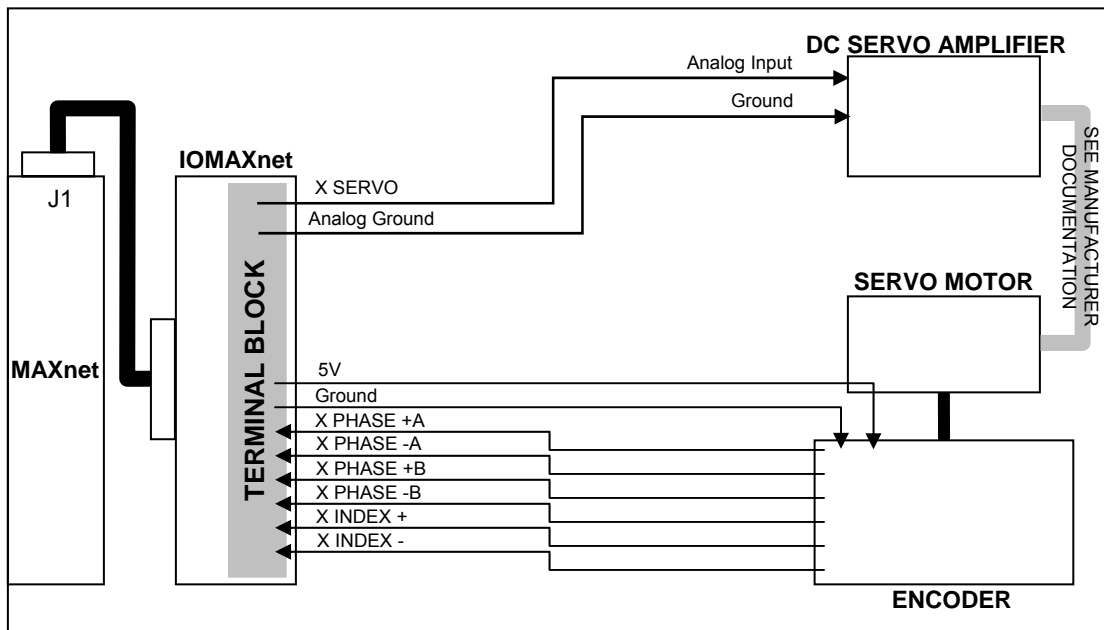 DC SERVO AMPLIFIER
Analog Input
Ground
SEE MANUFACTURER
DOCUMENTATION
IOMAXnet
J1
X SERVO
Analog Ground
TERMINAL BLOCK
SERVO MOTOR
MAXnet
5V
Ground
X PHASE +A
X PHASE -A
X PHASE +B
X PHASE -B
X INDEX +
X INDEX -
ENCODER